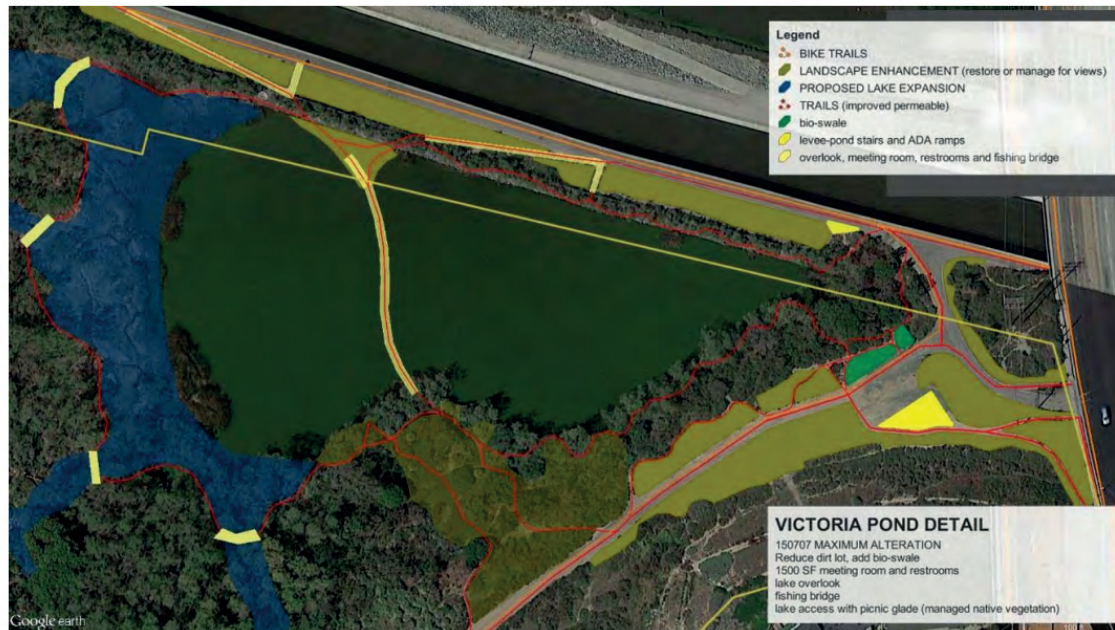 Legend
BIKE TRAILS
LANDSCAPE ENHANCEMENT (restore or manage for views)
PROPOSED LAKE EXPANSION
TRAILS (improved permeable)
bio-swale
levee-pond stairs and ADA ramps
overlook, meeting room, restrooms and fishing bridge
VICTORIA POND DETAIL
150707 MAXIMUM ALTERATION
Reduce dirt lot, add bio-swale
1500 SF meeting room and restrooms
lake overlook
fishing bridge
lake access with picnic glade (managed native vegetation)
Google earth